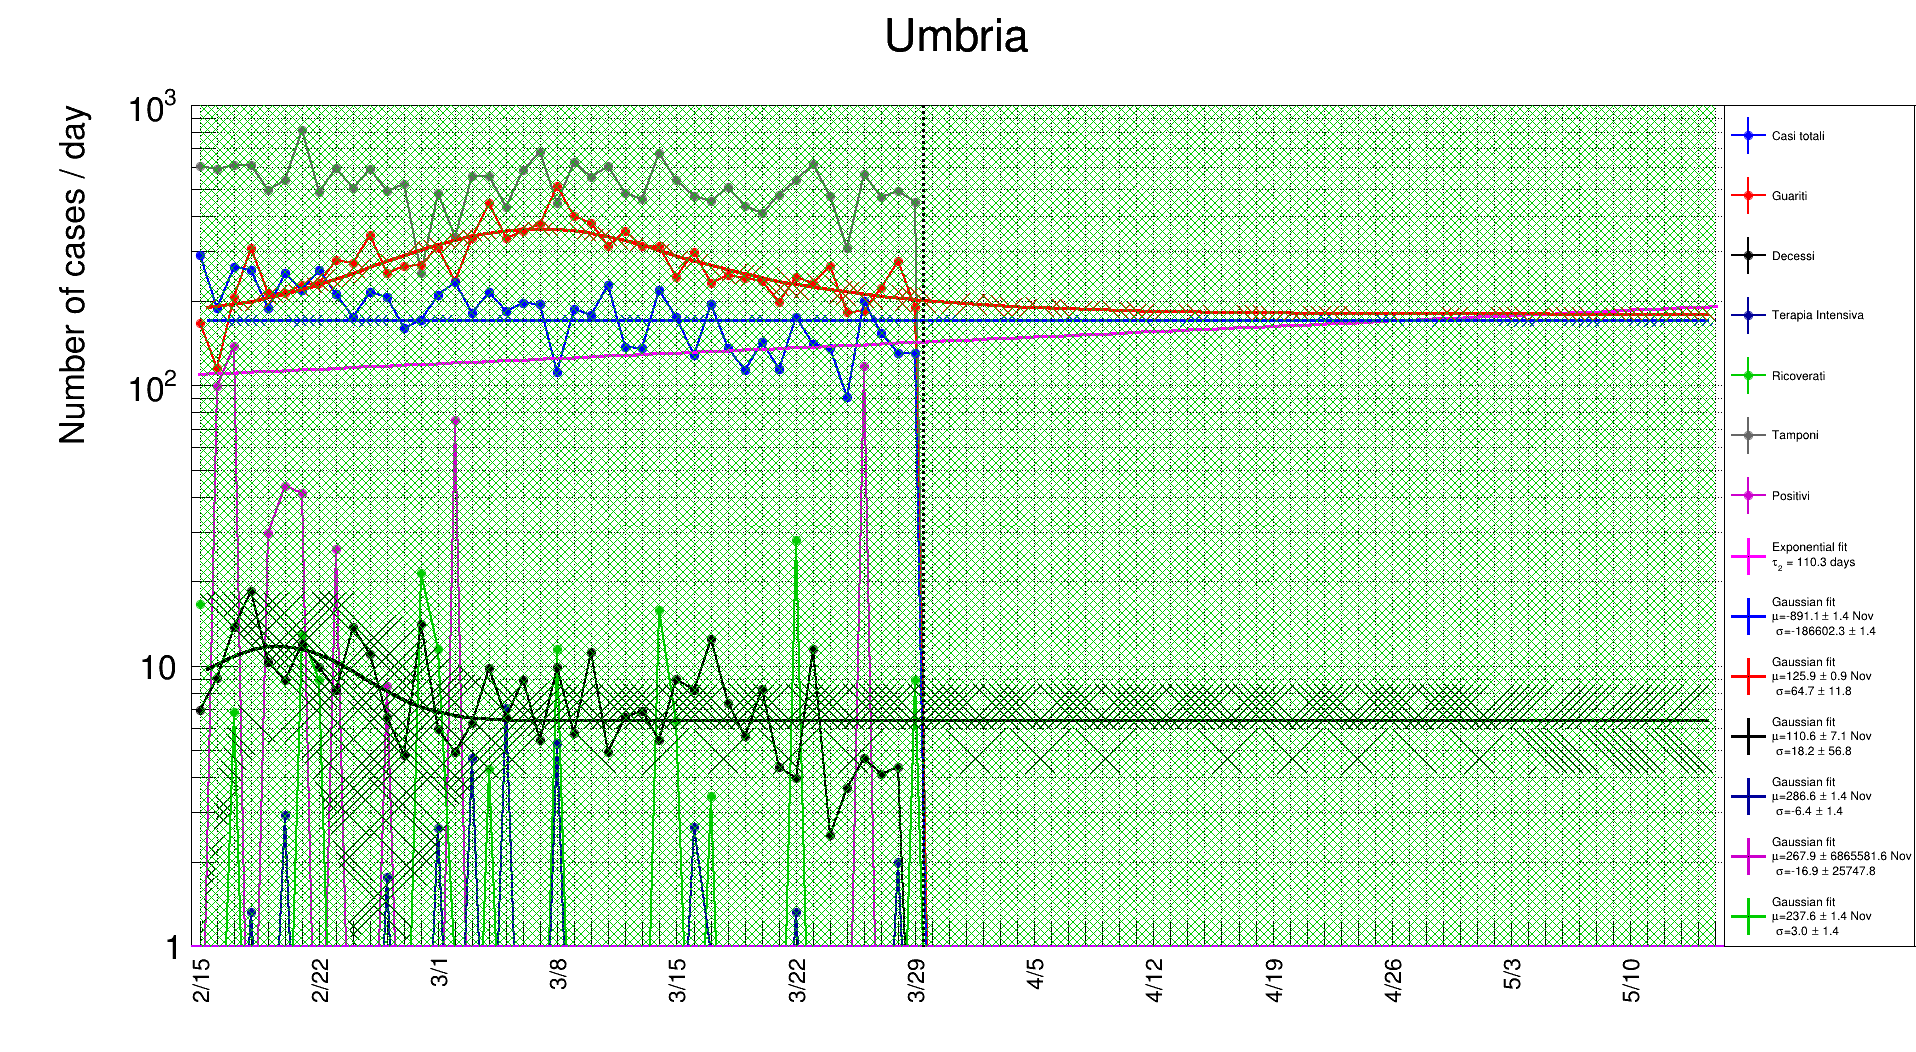 Umbria
Number of cases / day
10³
10²
10
1
2/15
2/22
3/1
3/8
3/15
3/22
3/29
4/5
4/12
4/19
4/26
5/3
5/10
Casi totali
Guariti
Decessi
Terapia Intensiva
Ricoverati
Tamponi
Positivi
Exponential fit
τ₂ = 110.3 days
Gaussian fit
μ=-891.1 ± 1.4 Nov
σ=-186602.3 ± 1.4
Gaussian fit
μ=125.9 ± 0.9 Nov
σ=64.7 ± 11.8
Gaussian fit
μ=110.6 ± 7.1 Nov
σ=18.2 ± 56.8
Gaussian fit
μ=286.6 ± 1.4 Nov
σ=-6.4 ± 1.4
Gaussian fit
μ=267.9 ± 6865581.6 Nov
σ=-16.9 ± 25747.8
Gaussian fit
μ=237.6 ± 1.4 Nov
σ=3.0 ± 1.4